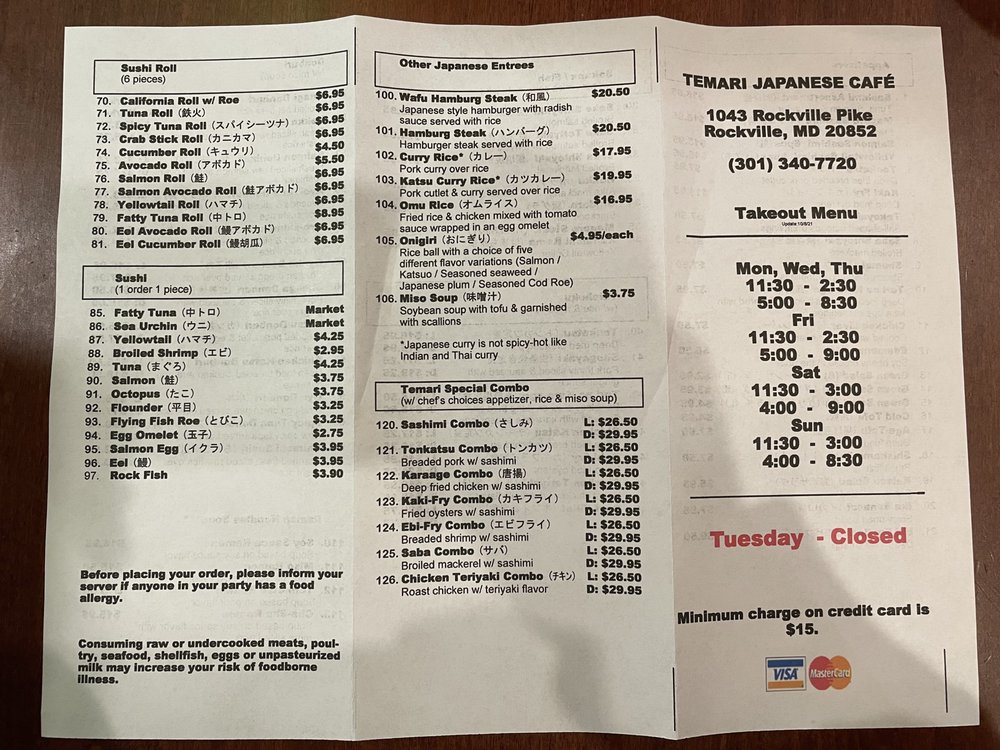 Sushi Roll
(6 pieces)
70. California Roll w/ Roe $6.95
71. Tuna Roll (鉄火) $6.95
72. Spicy Tuna Roll (スパイシーツナ) $6.95
73. Crab Stick Roll (カニカマ) $6.95
74. Cucumber Roll (キュウリ) $4.50
75. Avocado Roll (アボカド) $5.50
76. Salmon Roll (鮭) $6.95
77. Salmon Avocado Roll (鮭アボカド) $6.95
78. Yellowtail Roll (ハマチ) $6.95
79. Fatty Tuna Roll (中トロ) $8.95
80. Eel Avocado Roll (鰻アボカド) $6.95
81. Eel Cucumber Roll (鰻胡瓜) $6.95
Sushi
(1 order 1 piece)
85. Fatty Tuna (中トロ) Market
86. Sea Urchin (ウニ) Market
87. Yellowtail (ハマチ) $4.25
88. Broiled Shrimp (エビ) $2.95
89. Tuna (まぐろ) $4.25
90. Salmon (鮭) $3.75
91. Octopus (たこ) $3.75
92. Flounder (平目) $3.25
93. Flying Fish Roe (とびこ) $3.25
94. Egg Omelet (玉子) $2.75
95. Salmon Egg (イクラ) $3.95
96. Eel (鰻) $3.95
97. Rock Fish $3.90
Before placing your order, please inform your
server if anyone in your party has a food
allergy.
Consuming raw or undercooked meats, poul-
try, seafood, shellfish, eggs or unpasteurized
milk may increase your risk of foodborne
illness.
Other Japanese Entrees
100. Wafu Hamburg Steak (和風) $20.50
Japanese style hamburger with radish
sauce served with rice
101. Hamburg Steak (ハンバーグ) $20.50
Hamburger steak served with rice
102. Curry Rice* (カレー) $17.95
Pork curry over rice
103. Katsu Curry Rice* (カツカレー) $19.95
Pork cutlet & curry served over rice
104. Omu Rice (オムライス) $16.95
Fried rice & chicken mixed with tomato
sauce wrapped in an egg omelet
105. Onigiri (おにぎり) $4.95/each
Rice ball with a choice of five
different flavor variations (Salmon /
Katsuo / Seasoned seaweed /
Japanese plum / Seasoned Cod Roe)
106. Miso Soup (味噌汁) $3.75
Soybean soup with tofu & garnished
with scallions
*Japanese curry is not spicy-hot like
Indian and Thai curry
Temari Special Combo
(w/ chef's choices appetizer, rice & miso soup)
120. Sashimi Combo (さしみ) L: $26.50
D: $29.95
121. Tonkatsu Combo (トンカツ) L: $26.50
Breaded pork w/ sashimi D: $29.95
122. Karaage Combo (唐揚) L: $26.50
Deep fried chicken w/ sashimi D: $29.95
123. Kaki-Fry Combo (カキフライ) L: $26.50
Fried oysters w/ sashimi D: $29.95
124. Ebi-Fry Combo (エビフライ) L: $26.50
Breaded shrimp w/ sashimi D: $29.95
125. Saba Combo (サバ) L: $26.50
Broiled mackerel w/ sashimi D: $29.95
126. Chicken Teriyaki Combo (チキン) L: $26.50
Roast chicken w/ teriyaki flavor D: $29.95
TEMARI JAPANESE CAFÉ
1043 Rockville Pike
Rockville, MD 20852
(301) 340-7720
Takeout Menu
Update 10/8/21
Mon, Wed, Thu
11:30 - 2:30
5:00 - 8:30
Fri
11:30 - 2:30
5:00 - 9:00
Sat
11:30 - 3:00
4:00 - 9:00
Sun
11:30 - 3:00
4:00 - 8:30
Tuesday - Closed
Minimum charge on credit card is
$15.
VISA MasterCard